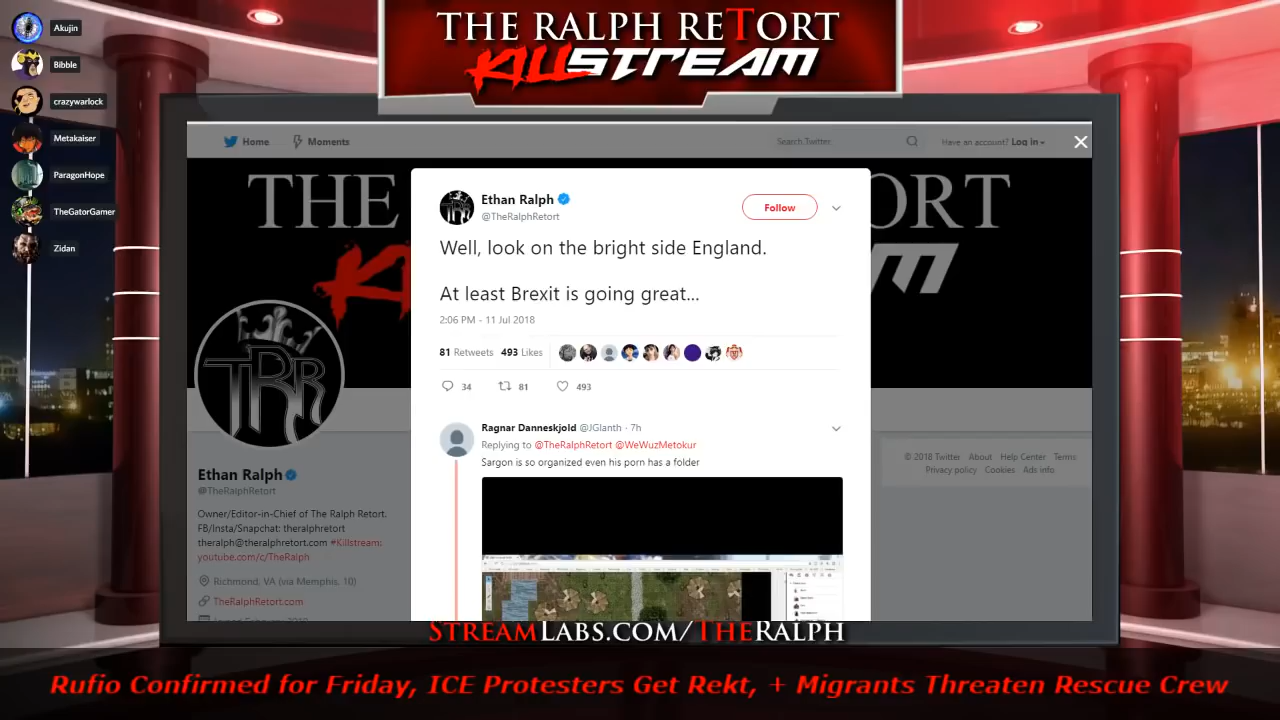 THE RALPH RETORT
KILLSTREAM
Akujin
Bibble
crazywarlock
Metakaiser
ParagonHope
TheGatorGamer
Zidan
Home
Moments
Search Twitter
Have an account? Log in
THE
ORT
Ethan Ralph
@TheRalphRetort
Follow
Well, look on the bright side England.
At least Brexit is going great...
2:06 PM - 11 Jul 2018
81 Retweets 493 Likes
34 81 493
Ragnar Danneskjold @JGlanth · 7h
Replying to @TheRalphRetort @WeWuzMetokur
Sargon is so organized even his porn has a folder
TRR
Ethan Ralph
@TheRalphRetort
Owner/Editor-in-Chief of The Ralph Retort.
FB/Insta/Snapchat: theralphretort
theralph@theralphretort.com #Killstream:
youtube.com/c/TheRalph
Richmond, VA (via Memphis, 10)
TheRalphRetort.com
© 2018 Twitter About Help Center Terms
Privacy policy Cookies Ads info
STREAMLABS.COM/THERALPH
Rufio Confirmed for Friday, ICE Protesters Get Rekt, + Migrants Threaten Rescue Crew